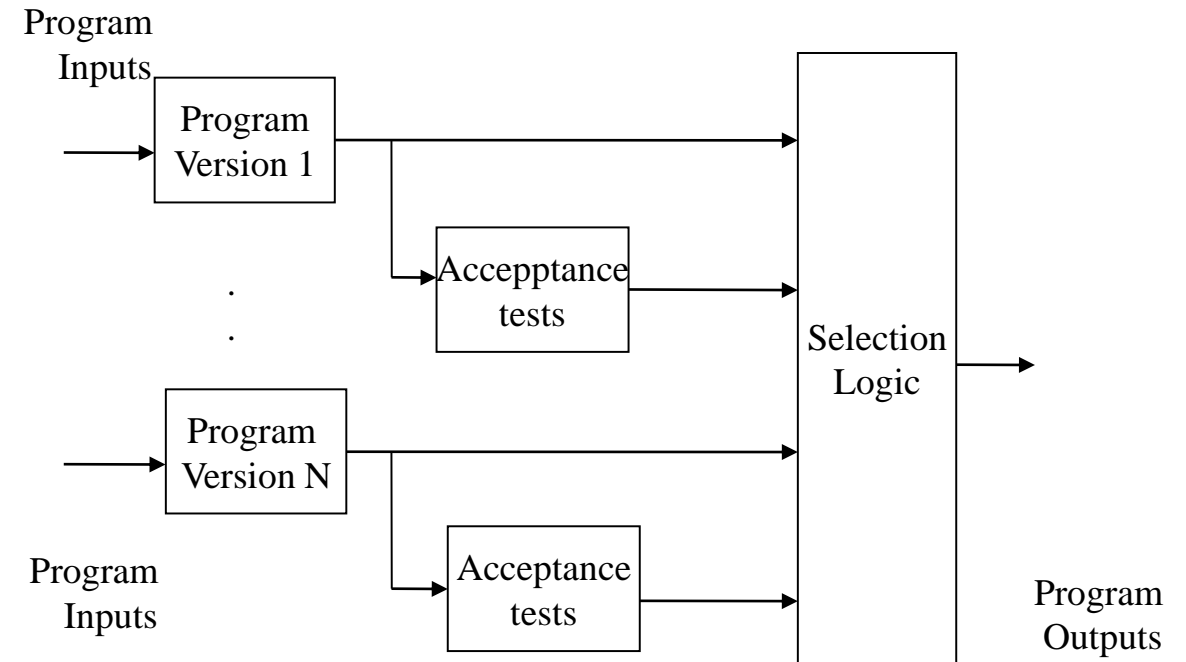 Program
Inputs
Program
Version 1
Accepptance
tests
.
.
Selection
Logic
Program
Version N
Program
Inputs
Acceptance
tests
Program
Outputs